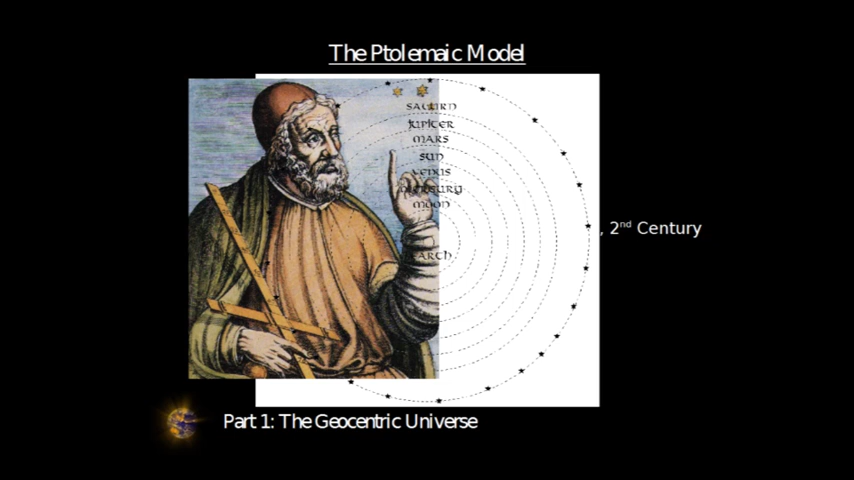 The Ptolemaic Model
SATURN
JUPITER
MARS
SUN
VENUS
MERCURY
MOON
EARTH
, 2nd Century
Part 1: The Geocentric Universe